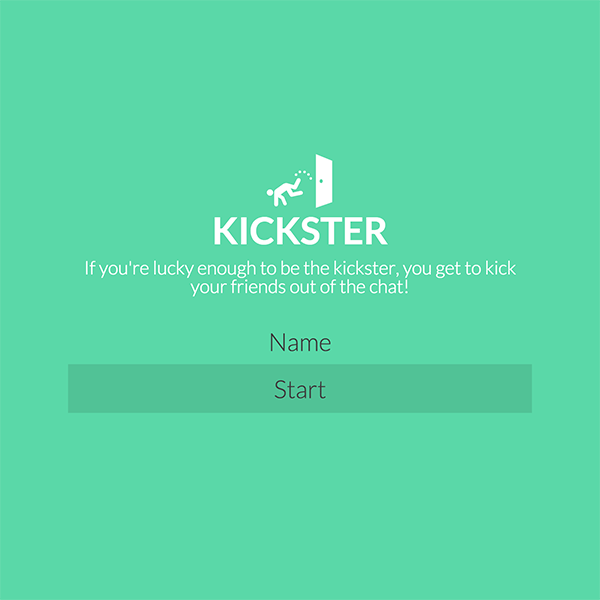 KICKSTER
If you're lucky enough to be the kickster, you get to kick
your friends out of the chat!
Name
Start